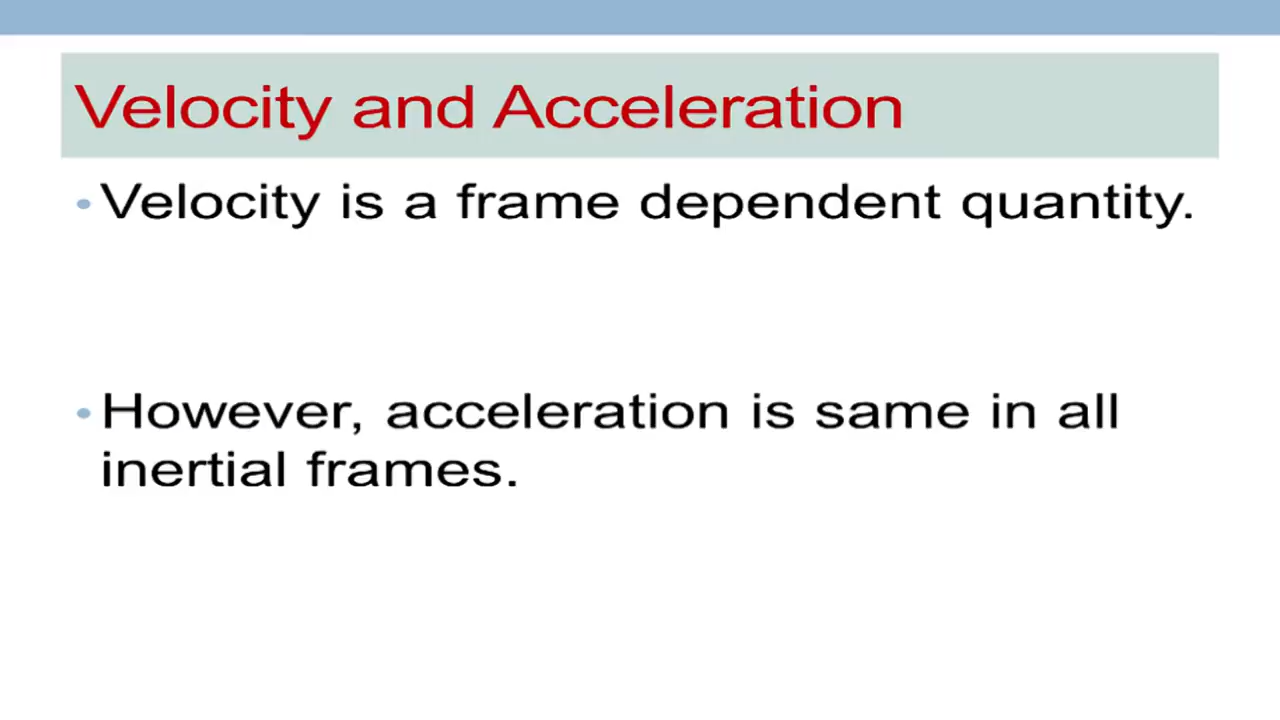 Velocity and Acceleration
• Velocity is a frame dependent quantity.
• However, acceleration is same in all
inertial frames.